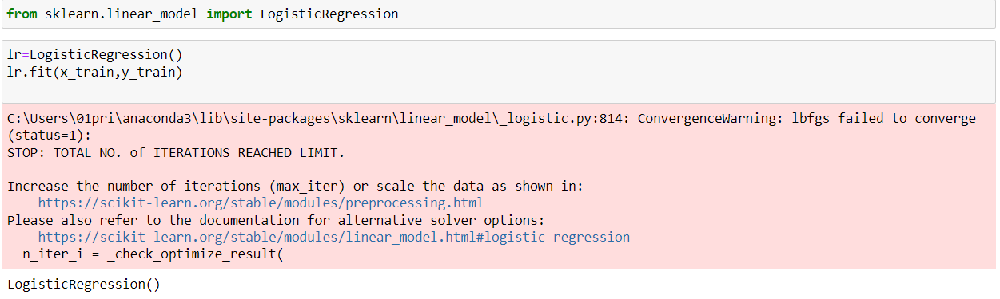 from sklearn.linear_model import LogisticRegression
lr=LogisticRegression()
lr.fit(x_train,y_train)
C:\Users\01pri\anaconda3\lib\site-packages\sklearn\linear_model\_logistic.py:814: ConvergenceWarning: lbfgs failed to converge
(status=1):
STOP: TOTAL NO. of ITERATIONS REACHED LIMIT.
Increase the number of iterations (max_iter) or scale the data as shown in:
    https://scikit-learn.org/stable/modules/preprocessing.html
Please also refer to the documentation for alternative solver options:
    https://scikit-learn.org/stable/modules/linear_model.html#logistic-regression
  n_iter_i = _check_optimize_result(
LogisticRegression()